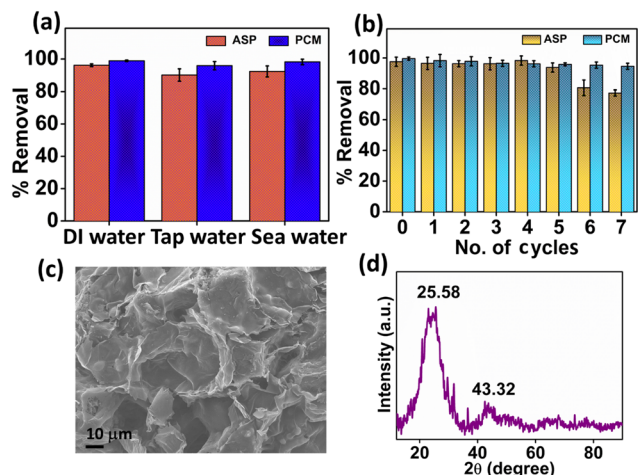 (a)
ASP PCM
% Removal
100
80
60
40
20
0
DI water Tap water Sea water
(b)
ASP PCM
% Removal
100
80
60
40
20
0
0 1 2 3 4 5 6 7
No. of cycles
(c)
10 μm
(d)
25.58
43.32
Intensity (a.u.)
20 40 60 80
2θ (degree)